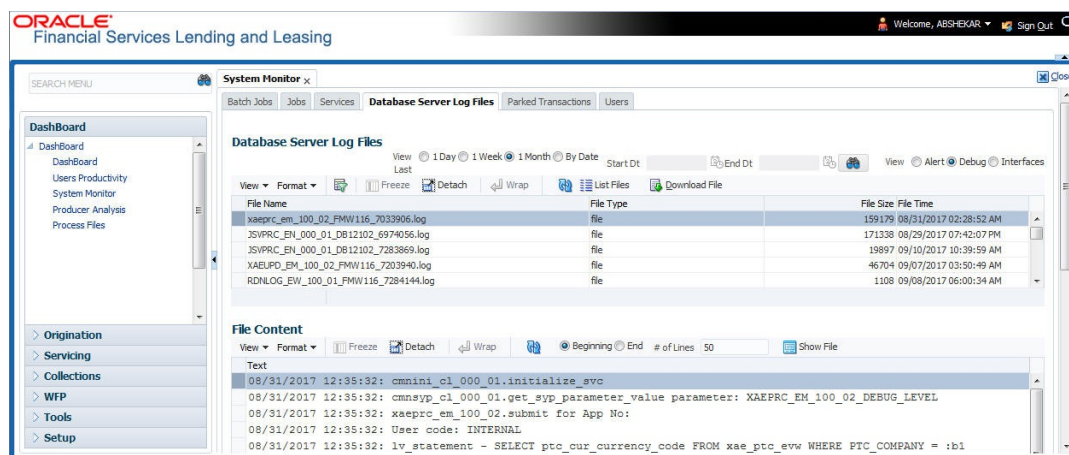 ORACLE
Financial Services Lending and Leasing
Welcome, ABSHEKAR
Sign Out
SEARCH MENU
DashBoard
DashBoard
DashBoard
Users Productivity
System Monitor
Producer Analysis
Process Files
Origination
Servicing
Collections
WFP
Tools
Setup
System Monitor x
Close
Batch Jobs Jobs Services Database Server Log Files Parked Transactions Users
Database Server Log Files
View Last 1 Day 1 Week 1 Month By Date Start Dt End Dt View Alert Debug Interfaces
View Format Freeze Detach Wrap List Files Download File
File Name File Type File Size File Time
xaeprc_em_100_02_FMW116_7033906.log file 159179 08/31/2017 02:28:52 AM
JSVPRC_EN_000_01_DB12102_6974056.log file 171338 08/29/2017 07:42:07 PM
JSVPRC_EN_000_01_DB12102_7283869.log file 19897 09/10/2017 10:39:59 AM
XAEUPD_EM_100_02_FMW116_7203940.log file 46704 09/07/2017 03:50:49 AM
RDNLOG_EW_100_01_FMW116_7284144.log file 1108 09/08/2017 06:00:34 AM
File Content
View Format Freeze Detach Wrap Beginning End # of Lines 50 Show File
Text
08/31/2017 12:35:32: cmnini_cl_000_01.initialize_svc
08/31/2017 12:35:32: cmnsyp_cl_000_01.get_syp_parameter_value parameter: XAEPRC_EM_100_02_DEBUG_LEVEL
08/31/2017 12:35:32: xaeprc_em_100_02.submit for App No:
08/31/2017 12:35:32: User code: INTERNAL
08/31/2017 12:35:32: lv_statement - SELECT ptc_cur_currency_code FROM xae_ptc_evw WHERE PTC_COMPANY = :b1